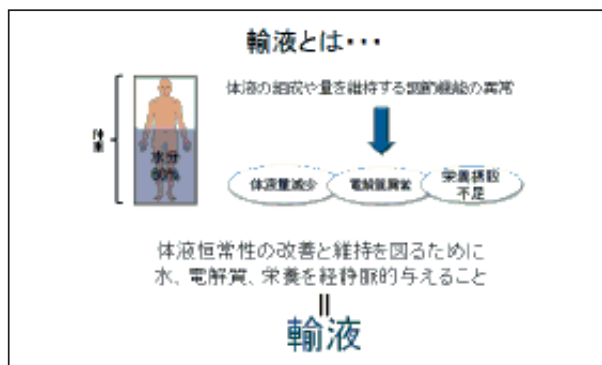 輸液とは・・・
体液の組成や量を維持する調節機能の異常
体重
水分
60%
体液量減少
電解質異常
栄養摂取
不足
体液恒常性の改善と維持を図るために
水、電解質、栄養を経静脈的与えること
||
輸液